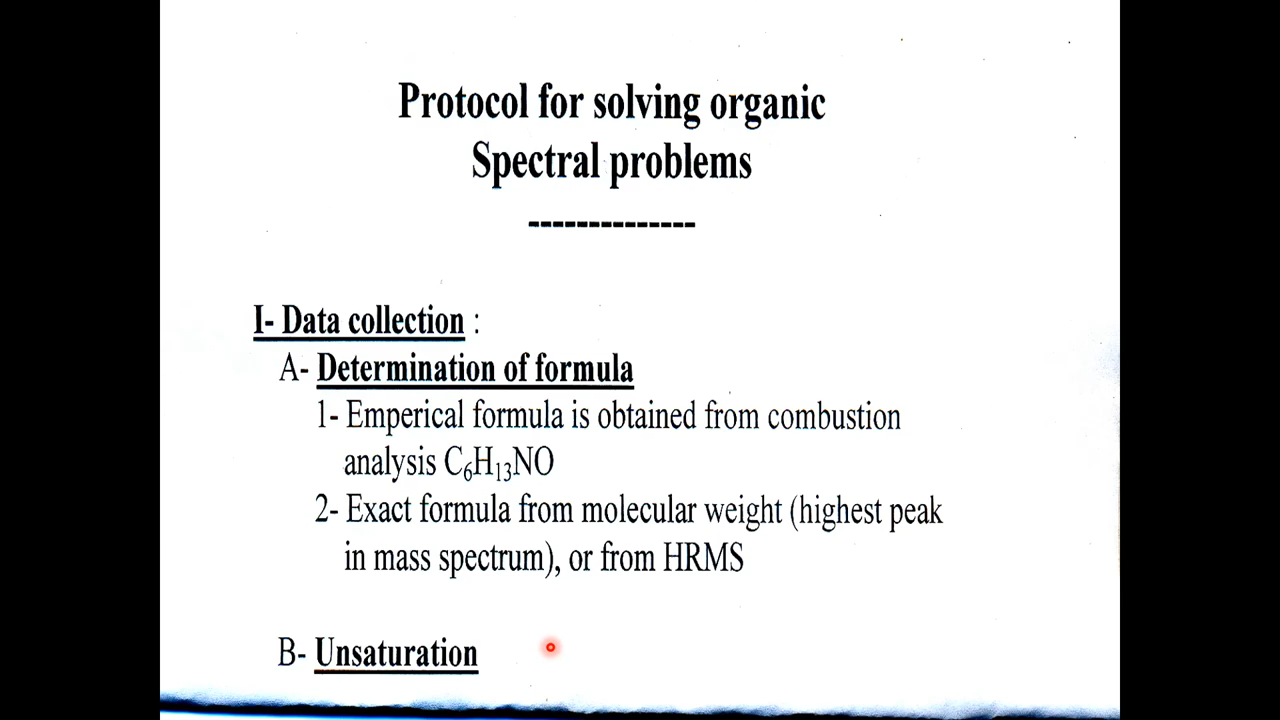 Protocol for solving organic
Spectral problems
--------------
I- Data collection :
A- Determination of formula
1- Emperical formula is obtained from combustion
analysis C₆H₁₃NO
2- Exact formula from molecular weight (highest peak
in mass spectrum), or from HRMS
B- Unsaturation